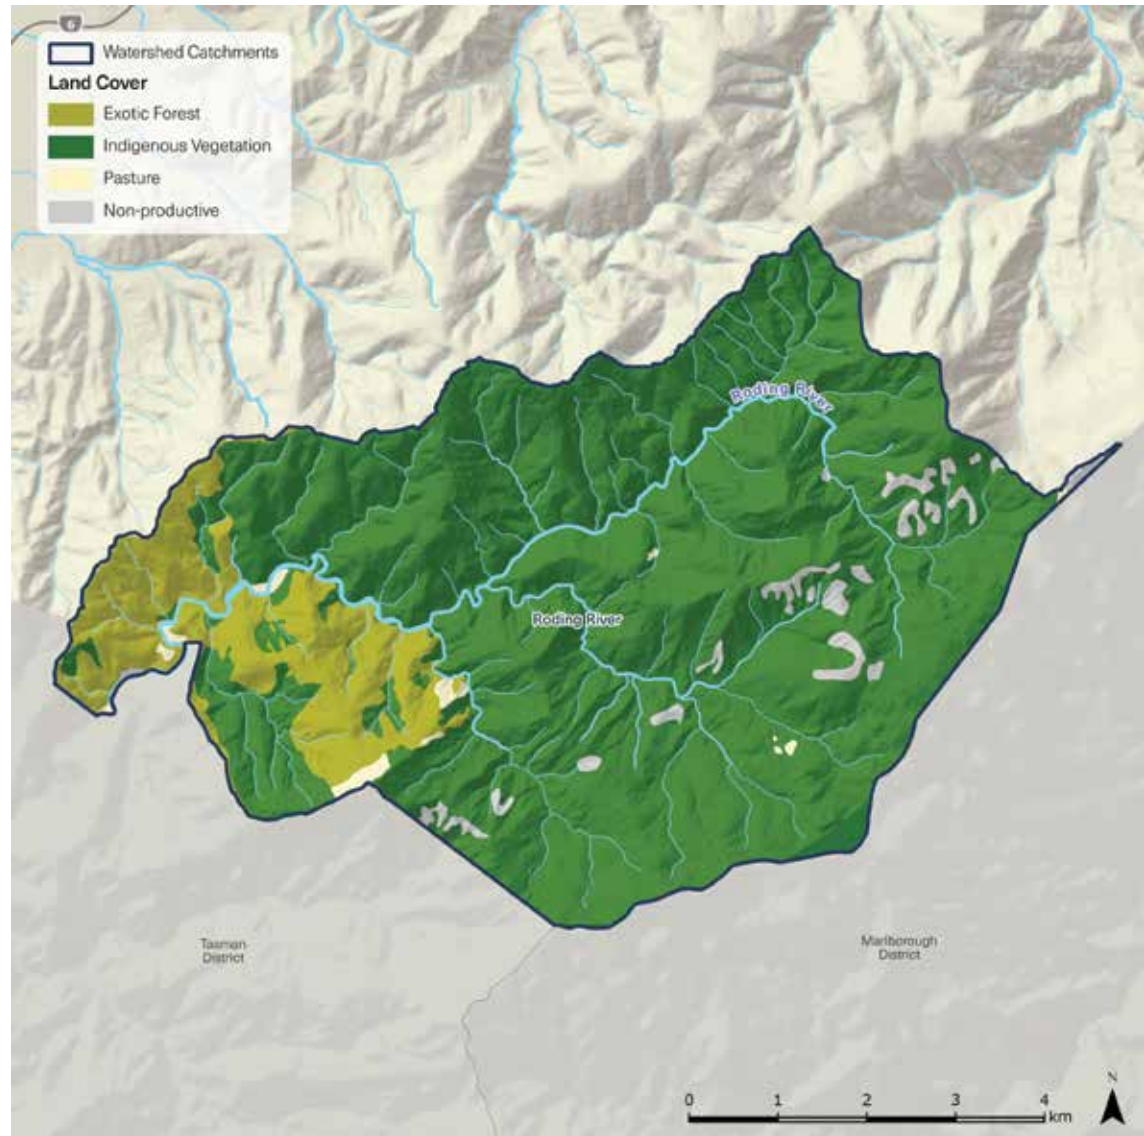 6
Watershed Catchments
Land Cover
Exotic Forest
Indigenous Vegetation
Pasture
Non-productive
Roding River
Roding River
Tasman
District
Marlborough
District
N
0 1 2 3 4 km